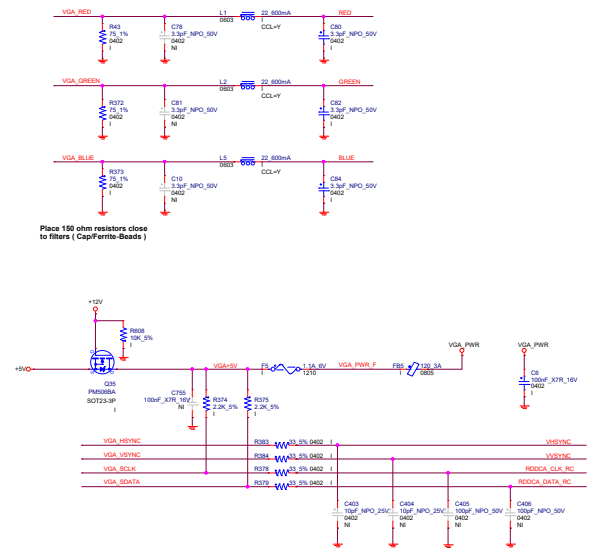 VGA_RED
L1
22_600mA
RED
R43
75_1%
0402
I
C78
3.3pF_NPO_50V
0402
NI
0603
I
CCL=Y
C80
3.3pF_NPO_50V
0402
I
VGA_GREEN
L2
22_600mA
GREEN
R372
75_1%
0402
I
C81
3.3pF_NPO_50V
0402
NI
0603
I
CCL=Y
C82
3.3pF_NPO_50V
0402
I
VGA_BLUE
L5
22_600mA
BLUE
R373
75_1%
0402
I
C10
3.3pF_NPO_50V
0402
NI
0603
I
CCL=Y
C84
3.3pF_NPO_50V
0402
I
Place 150 ohm resistors close
to filters ( Cap/Ferrite-Beads )
+12V
R608
10K_5%
I
+5V
Q35
PM506BA
SOT23-3P
I
VGA+5V
F5
I
1.1A_6V
1210
VGA_PWR_F
FB5
I
120_3A
0805
VGA_PWR
VGA_PWR
C6
100nF_X7R_16V
0402
I
C755
100nF_X7R_16V
NI
R374
2.2K_5%
I
R375
2.2K_5%
I
VGA_HSYNC
R383
33_5% 0402
I
VHSYNC
VGA_VSYNC
R384
33_5% 0402
I
VVSYNC
VGA_SCLK
R378
33_5% 0402
I
RDDCA_CLK_RC
VGA_SDATA
R379
33_5% 0402
I
RDDCA_DATA_RC
C403
10pF_NPO_25V
0402
NI
C404
10pF_NPO_25V
0402
NI
C405
100pF_NPO_50V
0402
NI
C406
100pF_NPO_50V
0402
NI